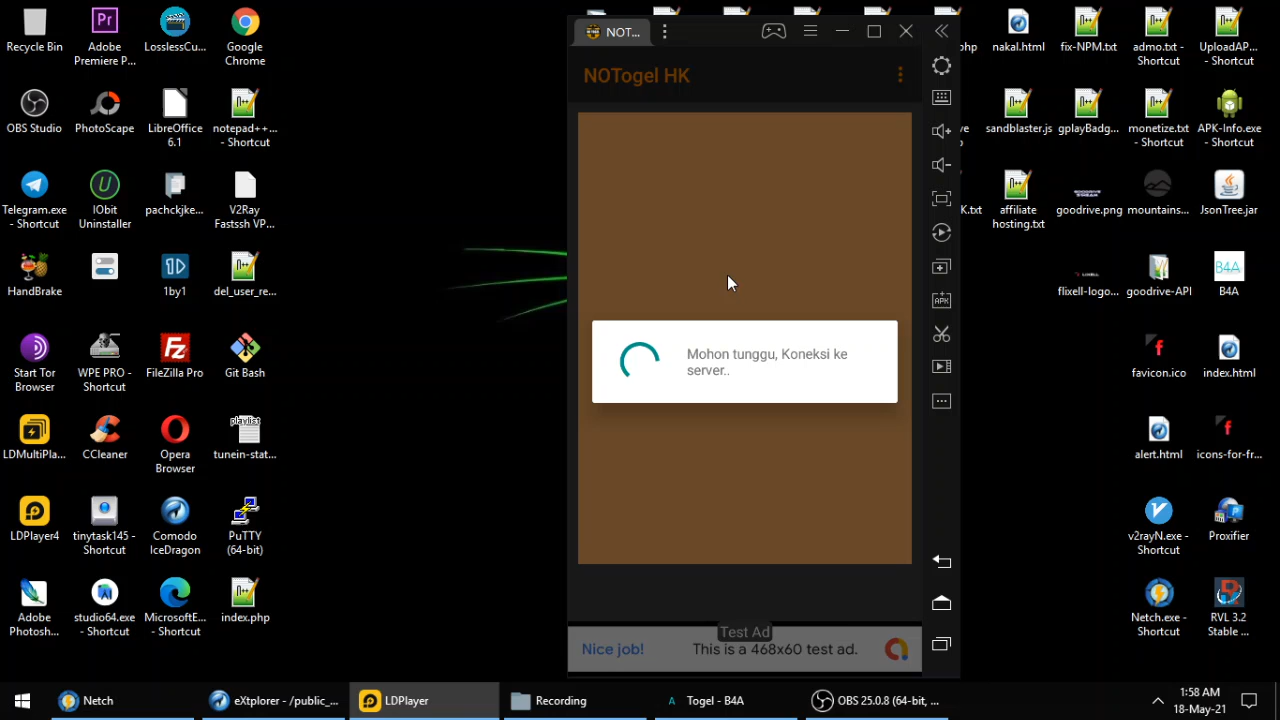 Recycle Bin
Adobe
Premiere P...
LosslessCu...
Google
Chrome
OBS Studio
PhotoScape
LibreOffice
6.1
notepad++...
- Shortcut
Telegram.exe
- Shortcut
IObit
Uninstaller
pachckjke...
V2Ray
Fastssh VP...
HandBrake
1by1
del_user_re...
Start Tor
Browser
WPE PRO -
Shortcut
FileZilla Pro
Git Bash
LDMultiPla...
CCleaner
Opera
Browser
playlist
tunein-stat...
LDPlayer4
tinytask145 -
Shortcut
Comodo
IceDragon
PuTTY
(64-bit)
Adobe
Photosh...
studio64.exe
- Shortcut
MicrosoftE...
- Shortcut
index.php
NOT...
NOTogel HK
Mohon tunggu, Koneksi ke
server..
Test Ad
Nice job!
This is a 468x60 test ad.
APK
php
nakal.html
fix-NPM.txt
admo.txt -
Shortcut
UploadAP...
- Shortcut
sandblaster.js
gplayBadg...
monetize.txt
- Shortcut
APK-Info.exe
- Shortcut
K.txt
affiliate
hosting.txt
goodrive.png
mountains...
JsonTree.jar
flixell-logo...
goodrive-API
B4A
B4A
favicon.ico
index.html
alert.html
icons-for-fr...
v2rayN.exe -
Shortcut
Proxifier
Netch.exe -
Shortcut
RVL 3.2
Stable ...
Netch
eXtplorer - /public_...
LDPlayer
Recording
A Togel - B4A
OBS 25.0.8 (64-bit, ...
1:58 AM
18-May-21